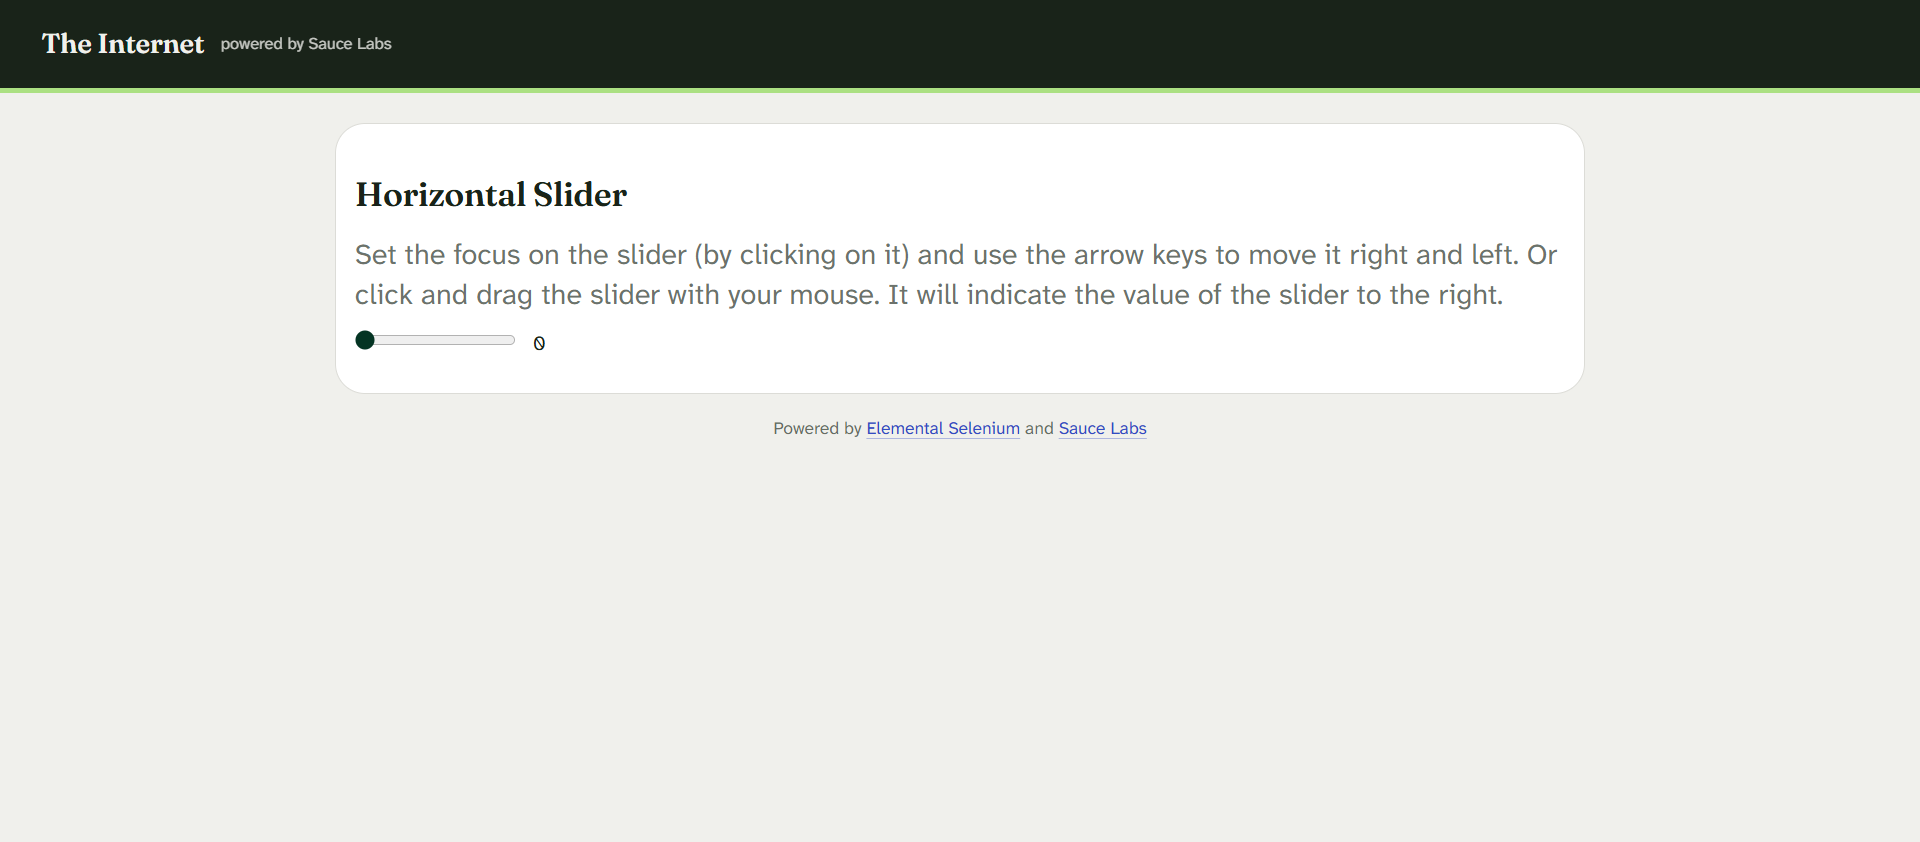 The Internet powered by Sauce Labs
Horizontal Slider
Set the focus on the slider (by clicking on it) and use the arrow keys to move it right and left. Or
click and drag the slider with your mouse. It will indicate the value of the slider to the right.
0
Powered by Elemental Selenium and Sauce Labs